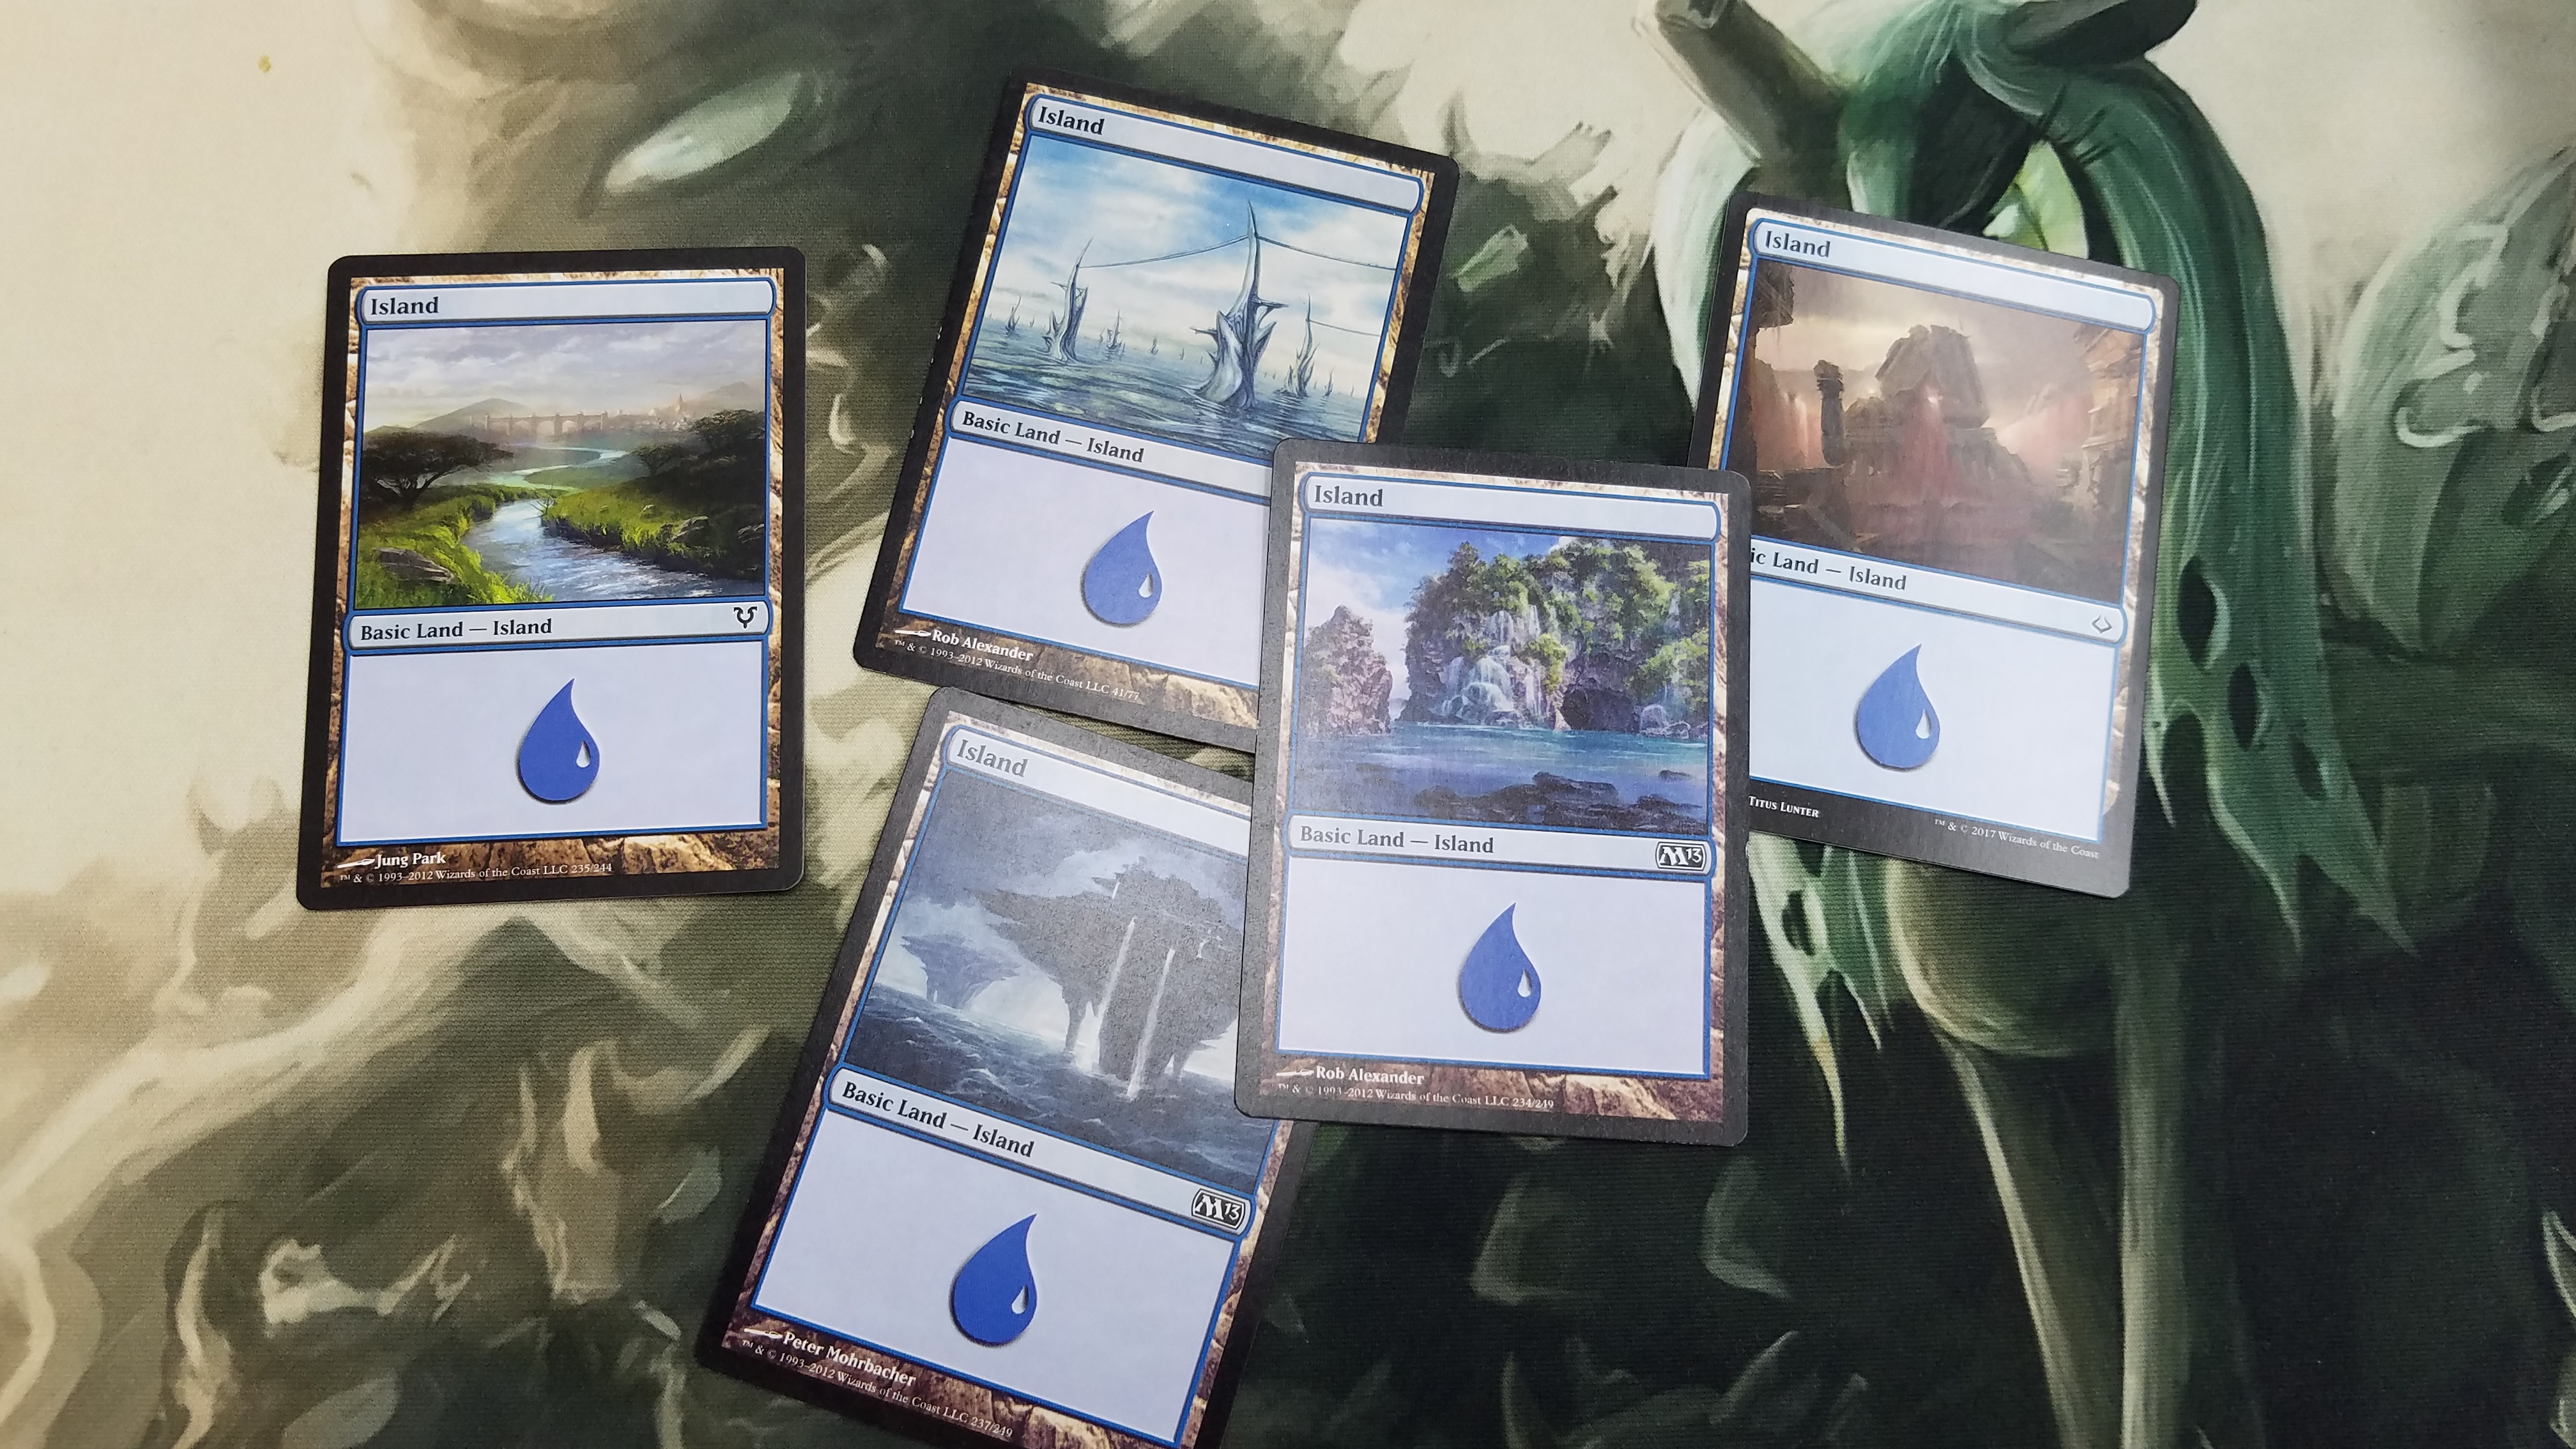 Island
Basic Land — Island
Jung Park
™ & © 1993–2012 Wizards of the Coast LLC 235/244
Island
Basic Land — Island
Rob Alexander
™ & © 1993–2012 Wizards of the Coast LLC 41/77
Island
Basic Land — Island
M13
Peter Mohrbacher
™ & © 1993–2012 Wizards of the Coast LLC 237/249
Island
Basic Land — Island
M13
Rob Alexander
™ & © 1993–2012 Wizards of the Coast LLC 234/249
Island
ic Land — Island
Titus Lunter
™ & © 2017 Wizards of the Coast